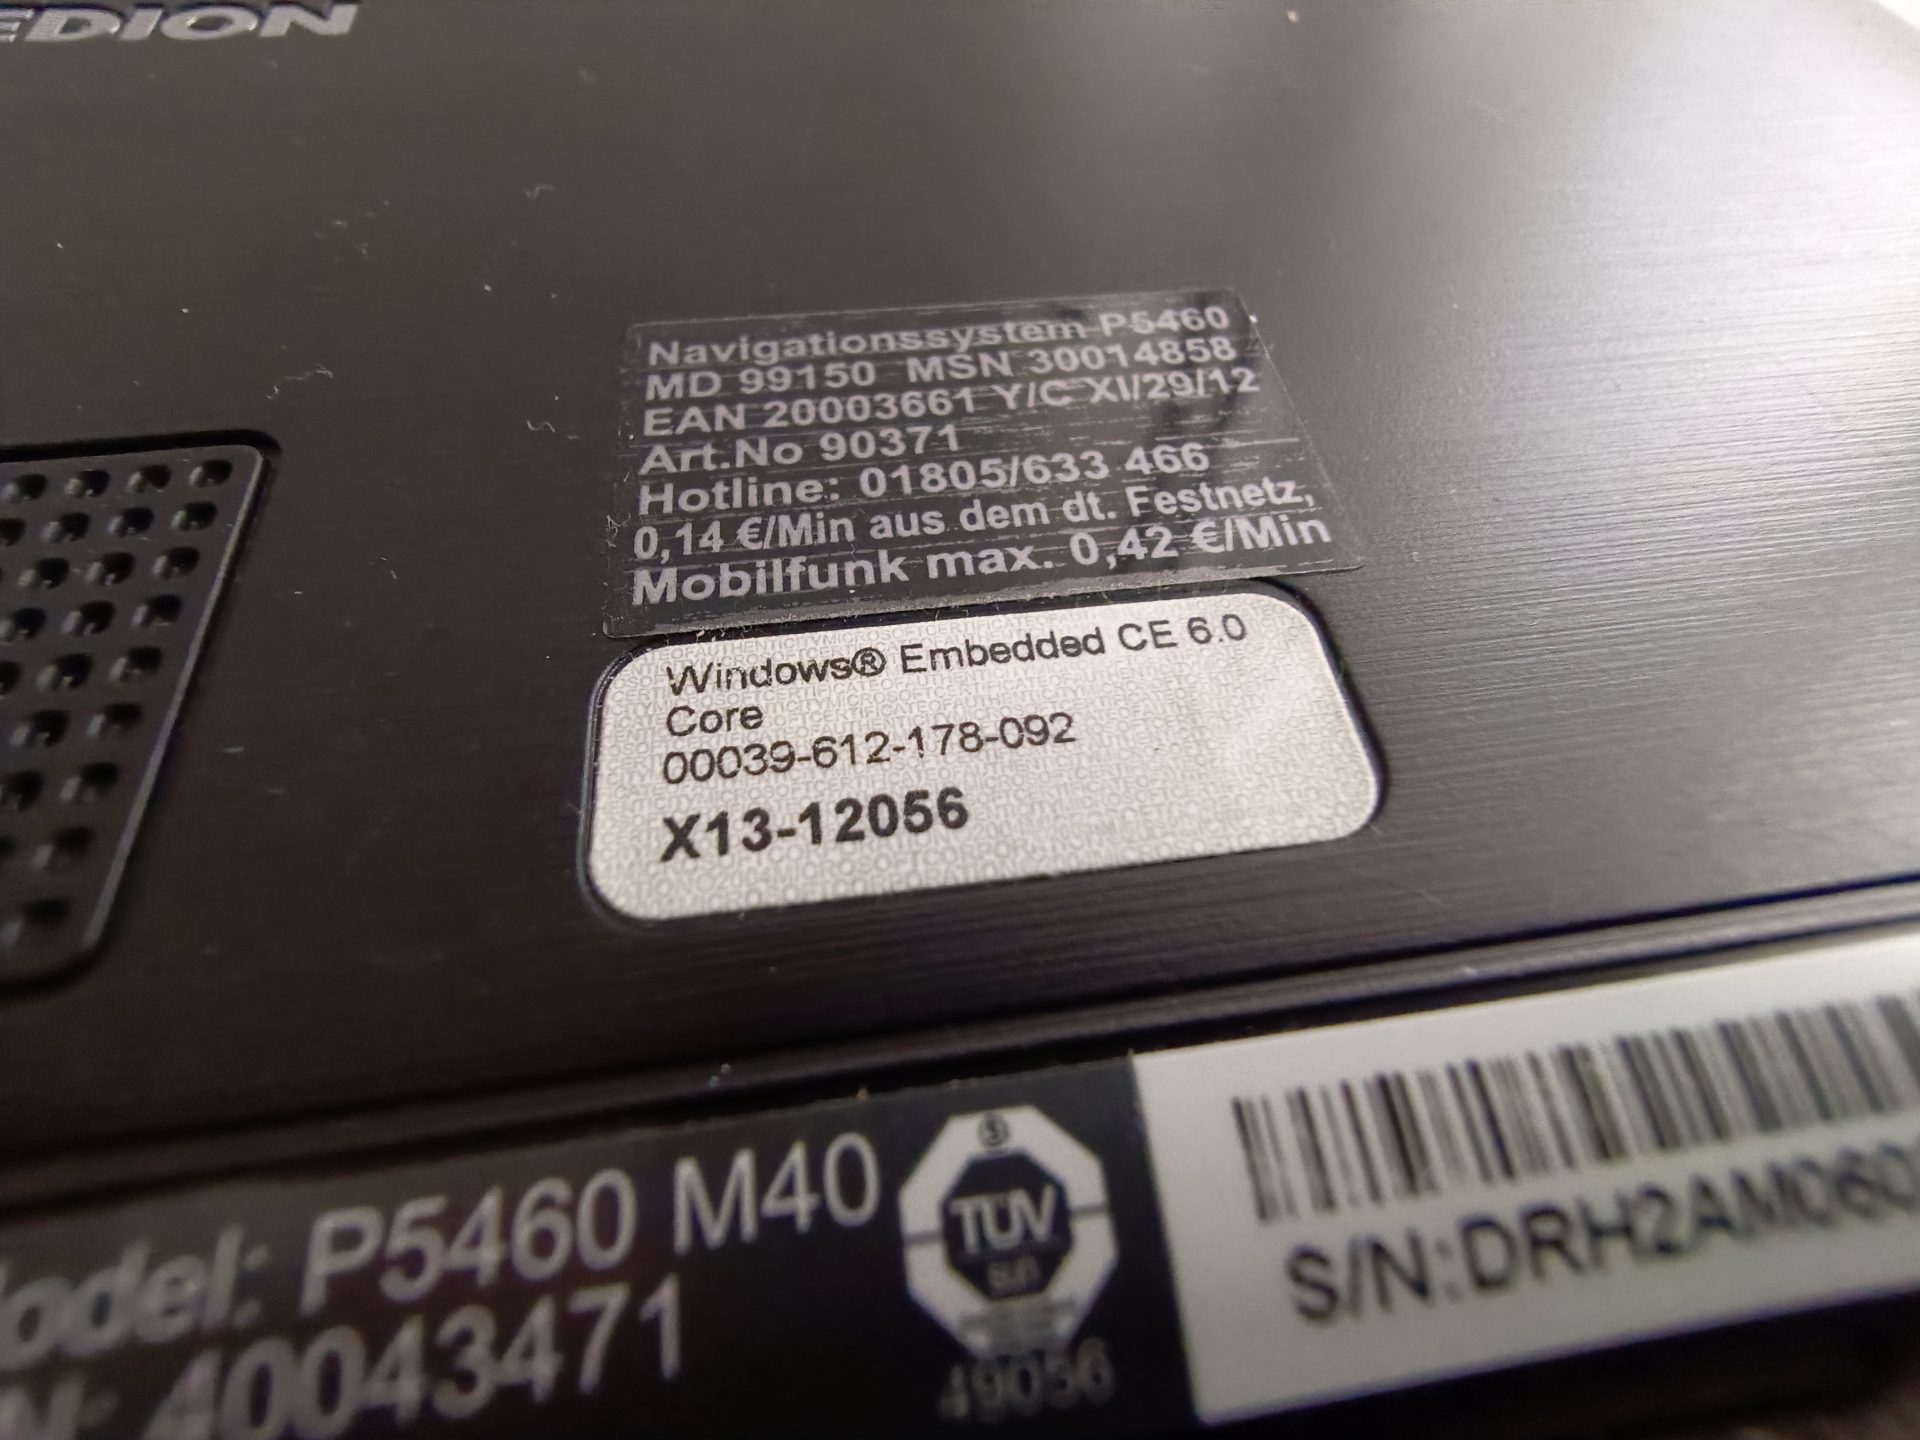 EDION
Navigationssystem P5460
MD 99150 MSN 30014858
EAN 20003661 Y/C XI/29/12
Art.No 90371
Hotline: 01805/633 466
0,14 €/Min aus dem dt. Festnetz,
Mobilfunk max. 0,42 €/Min
Windows® Embedded CE 6.0
Core
00039-612-178-092
X13-12056
odel: P5460 M40
N: 40043471
TÜV
49056
S/N:DRH2AM060